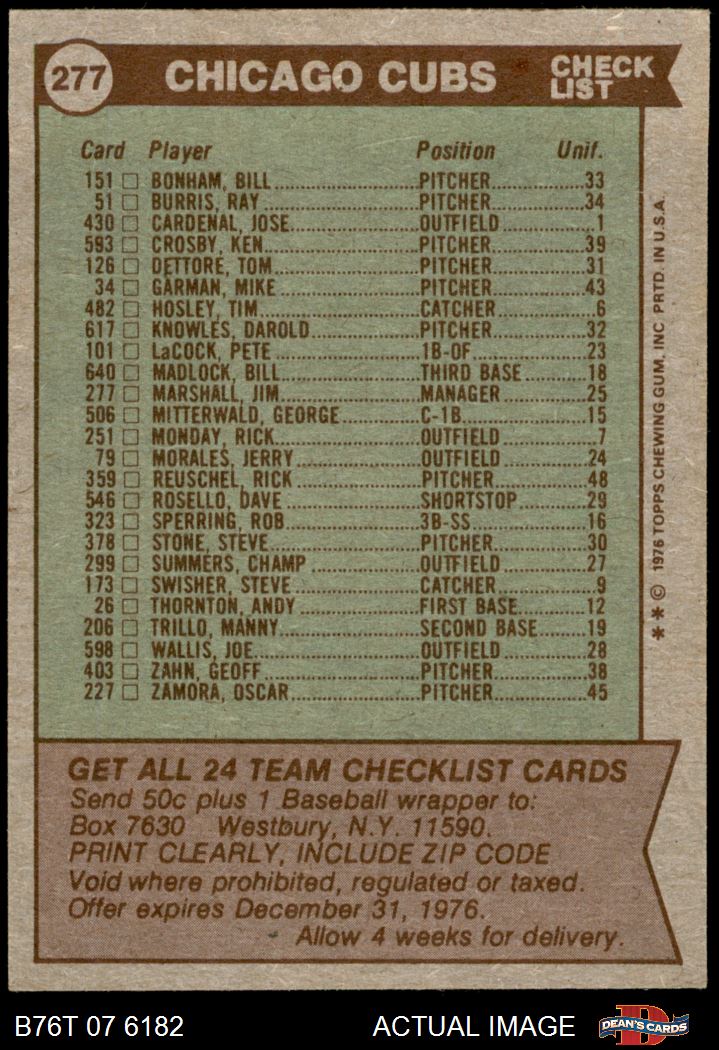 277 CHICAGO CUBS CHECK LIST
Card Player Position Unif.
151 □ BONHAM, BILL PITCHER 33
51 □ BURRIS, RAY PITCHER 34
430 □ CARDENAL, JOSE OUTFIELD 1
593 □ CROSBY, KEN PITCHER 39
126 □ DETTORE, TOM PITCHER 31
34 □ GARMAN, MIKE PITCHER 43
482 □ HOSLEY, TIM CATCHER 6
617 □ KNOWLES, DAROLD PITCHER 32
101 □ LaCOCK, PETE 1B-OF 23
640 □ MADLOCK, BILL THIRD BASE 18
277 □ MARSHALL, JIM MANAGER 25
506 □ MITTERWALD, GEORGE C-1B 15
251 □ MONDAY, RICK OUTFIELD 7
79 □ MORALES, JERRY OUTFIELD 24
359 □ REUSCHEL, RICK PITCHER 48
546 □ ROSELLO, DAVE SHORTSTOP 29
323 □ SPERRING, ROB 3B-SS 16
378 □ STONE, STEVE PITCHER 30
299 □ SUMMERS, CHAMP OUTFIELD 27
173 □ SWISHER, STEVE CATCHER 9
26 □ THORNTON, ANDY FIRST BASE 12
206 □ TRILLO, MANNY SECOND BASE 19
598 □ WALLIS, JOE OUTFIELD 28
403 □ ZAHN, GEOFF PITCHER 38
227 □ ZAMORA, OSCAR PITCHER 45
** © 1976 TOPPS CHEWING GUM, INC. PRTD. IN U.S.A.
GET ALL 24 TEAM CHECKLIST CARDS
Send 50c plus 1 Baseball wrapper to:
Box 7630 Westbury, N.Y. 11590.
PRINT CLEARLY, INCLUDE ZIP CODE
Void where prohibited, regulated or taxed.
Offer expires December 31, 1976.
Allow 4 weeks for delivery.
B76T 07 6182 ACTUAL IMAGE DEAN'S CARDS